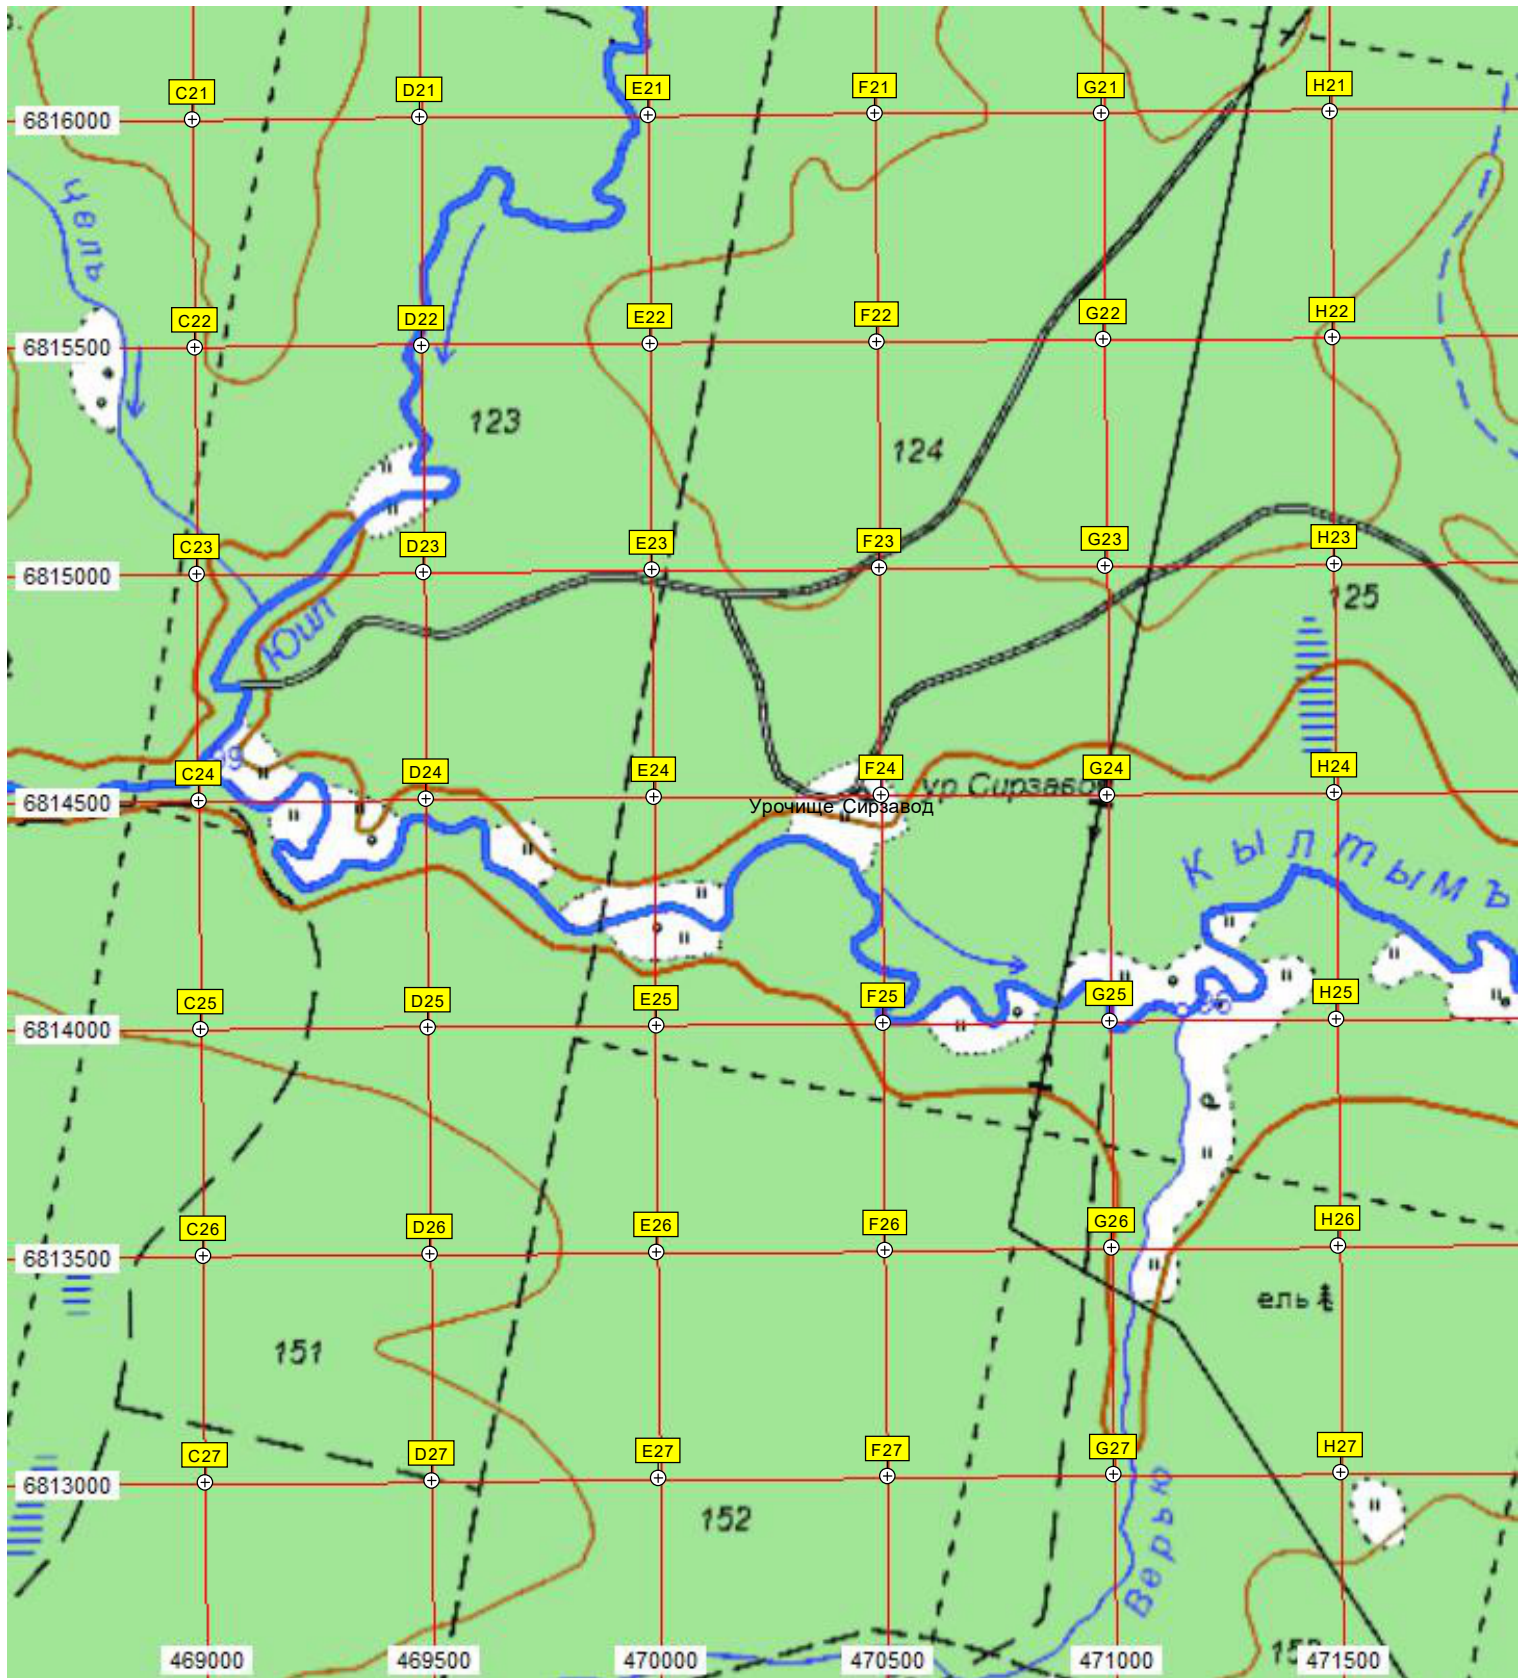 C21 D21 E21 F21 G21 H21
6816000
C22 D22 E22 F22 G22 H22
6815500
123
124
C23 D23 E23 F23 G23 H23
6815000
125
Юил
C24 D24 E24 F24 G24 H24
ур Сирзавод
6814500
Урочище Сирзавод
Кылтымъ
C25 D25 E25 F25 G25 H25
6814000
C26 D26 E26 F26 G26 H26
6813500
ель
151
C27 D27 E27 F27 G27 H27
6813000
152
Верью
469000 469500 470000 470500 471000 471500